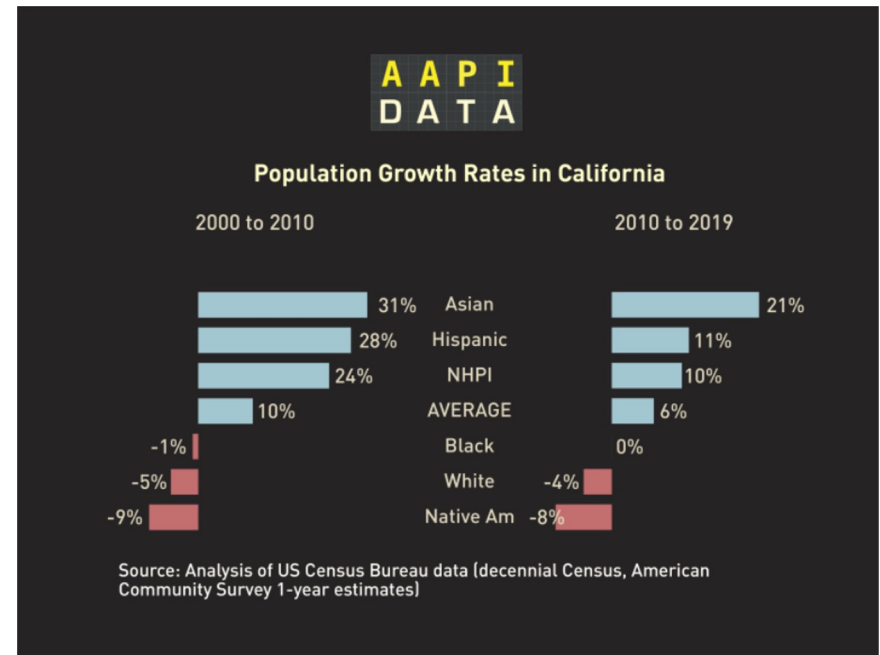 AAPI
DATA
Population Growth Rates in California
2000 to 2010 2010 to 2019
31% Asian 21%
28% Hispanic 11%
24% NHPI 10%
10% AVERAGE 6%
-1% Black 0%
-5% White -4%
-9% Native Am -8%
Source: Analysis of US Census Bureau data (decennial Census, American
Community Survey 1-year estimates)